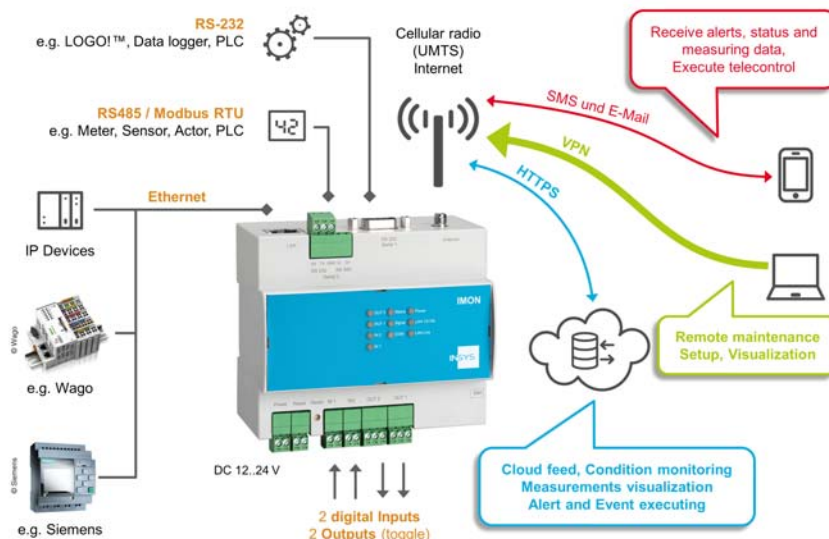 RS-232
e.g. LOGO!™, Data logger, PLC
RS485 / Modbus RTU
e.g. Meter, Sensor, Actor, PLC
42
Ethernet
IP Devices
© Wago
e.g. Wago
© Siemens
e.g. Siemens
Cellular radio
(UMTS)
Internet
Receive alerts, status and
measuring data,
Execute telecontrol
SMS und E-Mail
VPN
HTTPS
Remote maintenance
Setup, Visualization
Cloud feed, Condition monitoring
Measurements visualization
Alert and Event executing
IMON
INSYS
Power
Reset
DC 12..24 V
2 digital Inputs
2 Outputs (toggle)